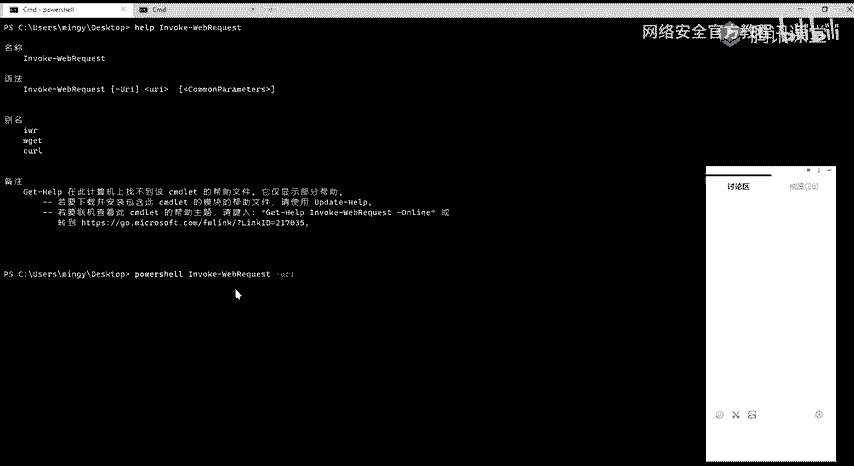 Cmd - powershell
Cmd
PS C:\Users\mingy\Desktop> help Invoke-WebRequest
名称
Invoke-WebRequest
语法
Invoke-WebRequest [-Uri] <uri> [<CommonParameters>]
别名
iwr
wget
curl
备注
Get-Help 在此计算机上找不到该 cmdlet 的帮助文件。它仅显示部分帮助。
-- 若要下载并安装包含此 cmdlet 的模块的帮助文件，请使用 Update-Help。
-- 若要联机查看此 cmdlet 的帮助主题，请键入: "Get-Help Invoke-WebRequest -Online" 或
转到 https://go.microsoft.com/fwlink/?LinkID=217035。
PS C:\Users\mingy\Desktop> powershell Invoke-WebRequest -uri
网络安全官方教程
腾讯课堂
bilibili
讨论区